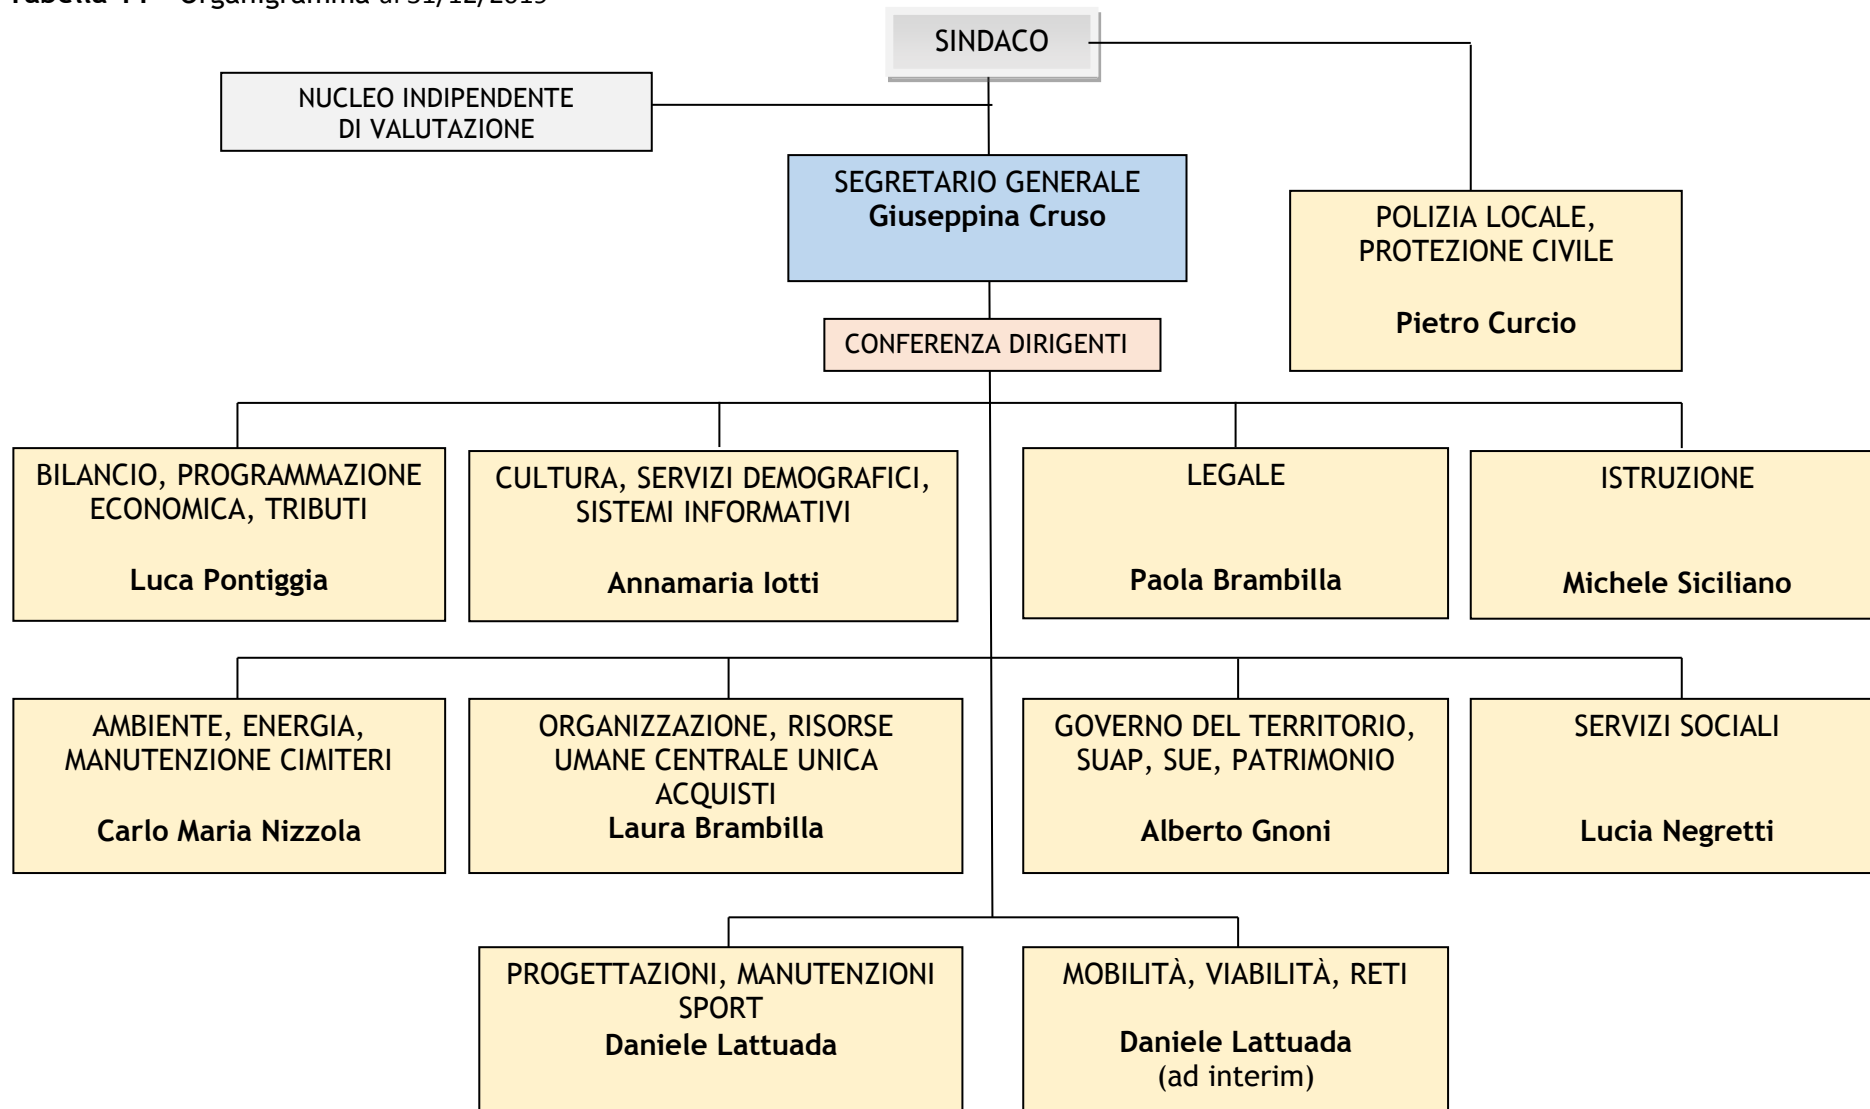 SINDACO
NUCLEO INDIPENDENTE
DI VALUTAZIONE
SEGRETARIO GENERALE
Giuseppina Cruso
POLIZIA LOCALE,
PROTEZIONE CIVILE
Pietro Curcio
CONFERENZA DIRIGENTI
BILANCIO, PROGRAMMAZIONE
ECONOMICA, TRIBUTI
Luca Pontiggia
CULTURA, SERVIZI DEMOGRAFICI,
SISTEMI INFORMATIVI
Annamaria Iotti
LEGALE
Paola Brambilla
ISTRUZIONE
Michele Siciliano
AMBIENTE, ENERGIA,
MANUTENZIONE CIMITERI
Carlo Maria Nizzola
ORGANIZZAZIONE, RISORSE
UMANE CENTRALE UNICA
ACQUISTI
Laura Brambilla
GOVERNO DEL TERRITORIO,
SUAP, SUE, PATRIMONIO
Alberto Gnoni
SERVIZI SOCIALI
Lucia Negretti
PROGETTAZIONI, MANUTENZIONI
SPORT
Daniele Lattuada
MOBILITÀ, VIABILITÀ, RETI
Daniele Lattuada
(ad interim)